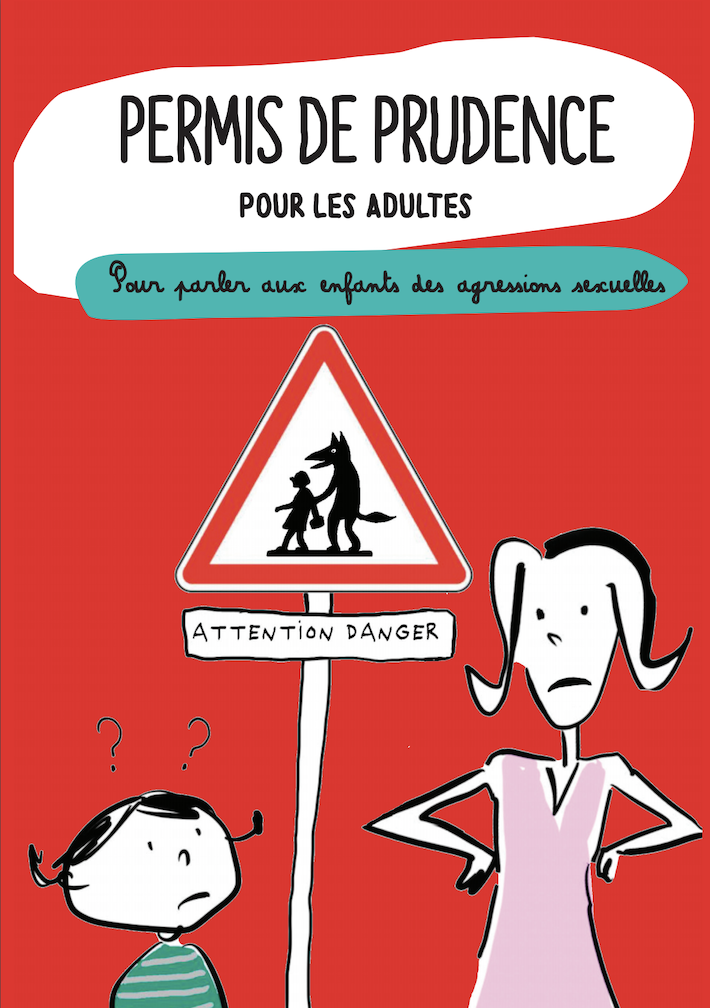 PERMIS DE PRUDENCE
POUR LES ADULTES
Pour parler aux enfants des agressions sexuelles
ATTENTION DANGER
? ?